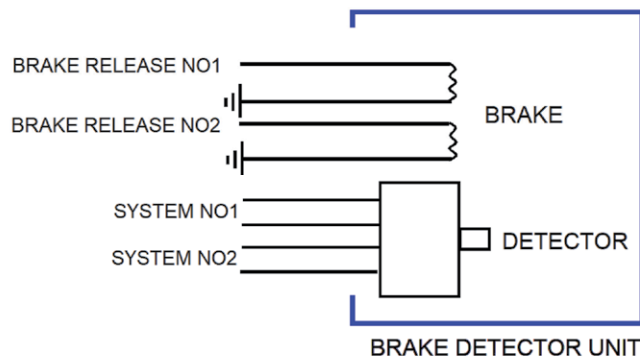 BRAKE RELEASE NO1
BRAKE
BRAKE RELEASE NO2
SYSTEM NO1
DETECTOR
SYSTEM NO2
BRAKE DETECTOR UNIT